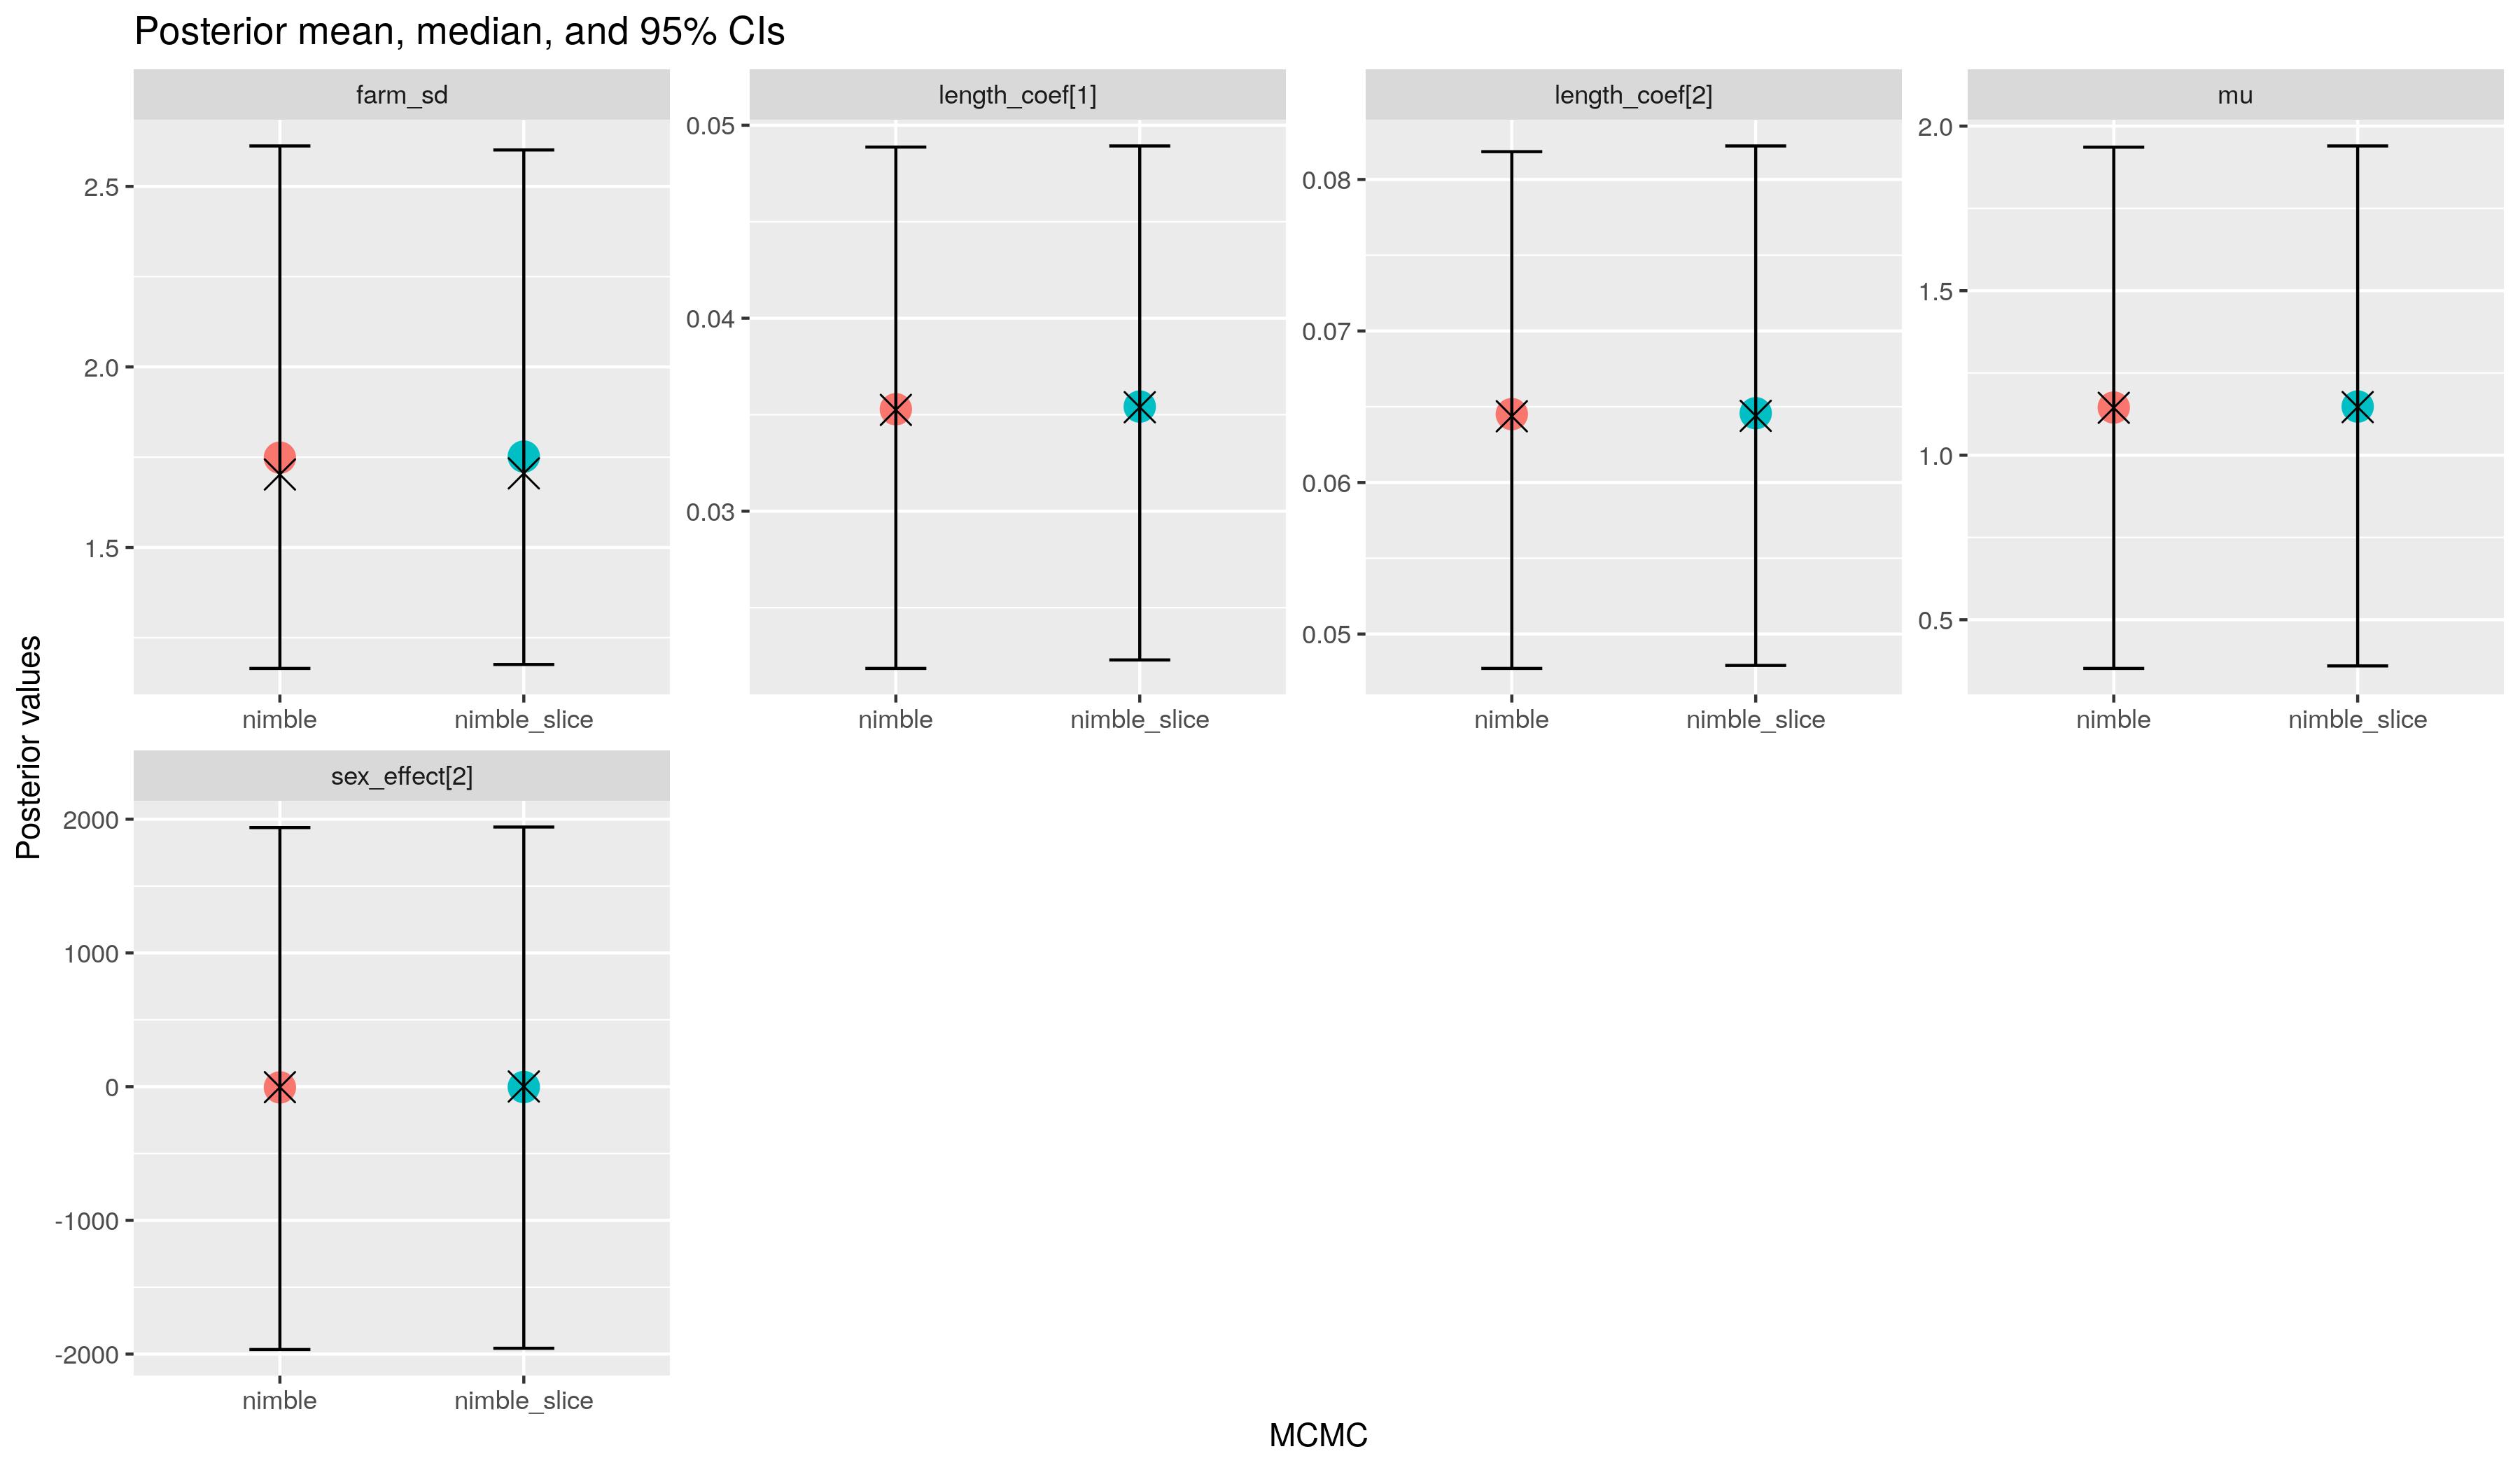 Posterior mean, median, and 95% CIs
farm_sd
length_coef[1]
length_coef[2]
mu
2.5
2.0
1.5
0.05
0.04
0.03
0.08
0.07
0.06
0.05
2.0
1.5
1.0
0.5
nimble
nimble_slice
nimble
nimble_slice
nimble
nimble_slice
nimble
nimble_slice
Posterior values
sex_effect[2]
2000
1000
0
-1000
-2000
nimble
nimble_slice
MCMC